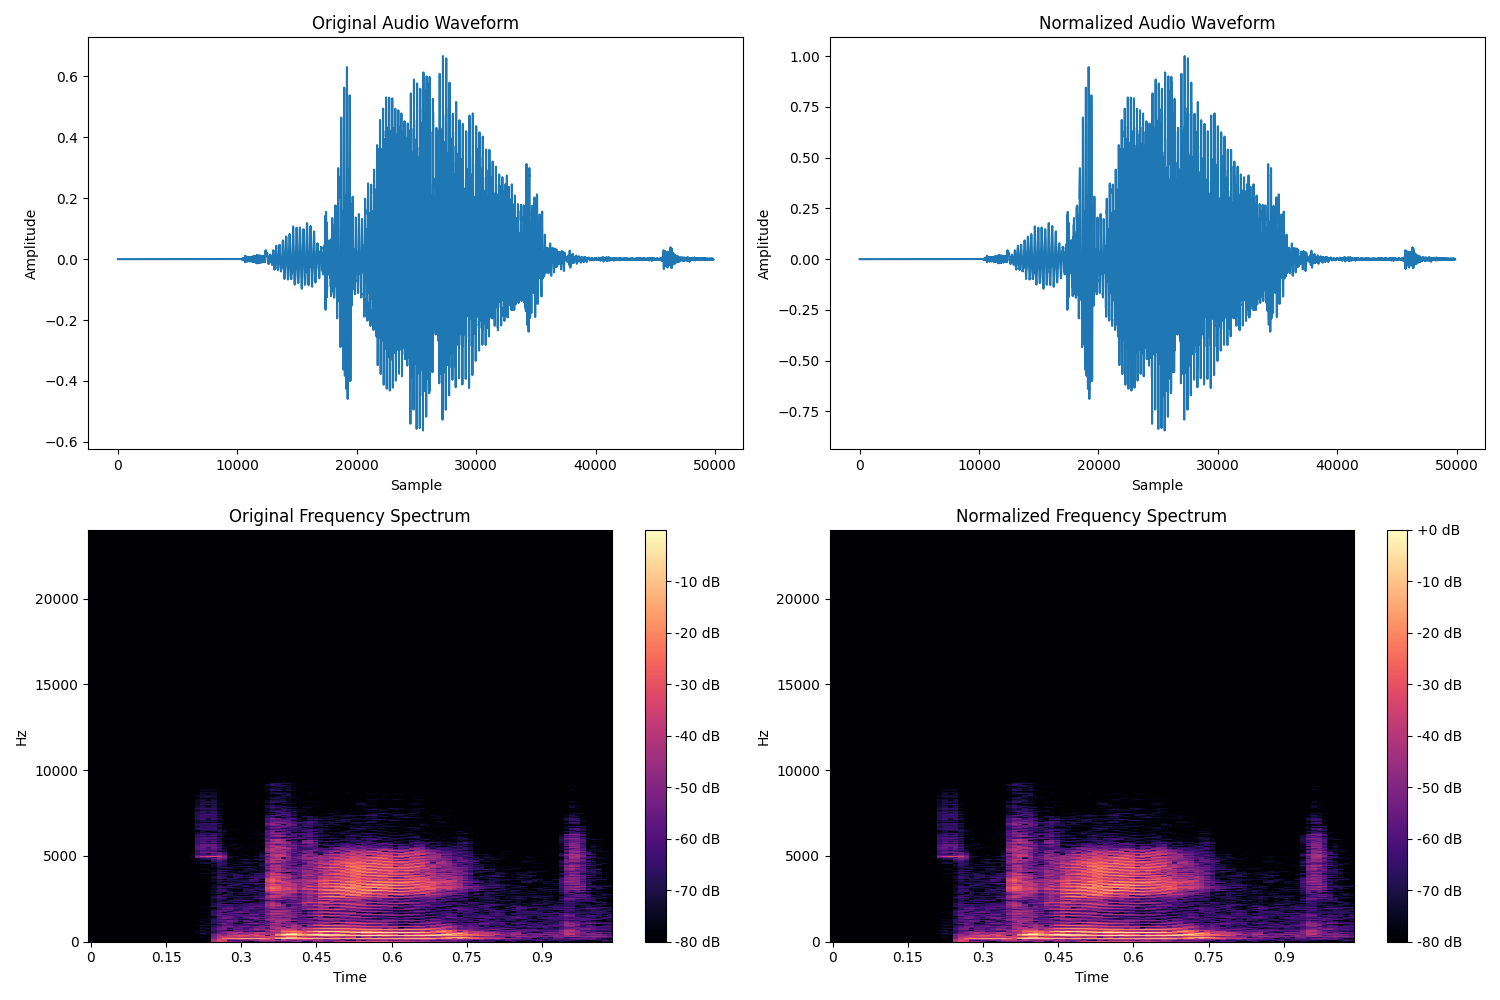 Original Audio Waveform
0.6
0.4
0.2
0.0
−0.2
−0.4
−0.6
Amplitude
0 10000 20000 30000 40000 50000
Sample
Normalized Audio Waveform
1.00
0.75
0.50
0.25
0.00
−0.25
−0.50
−0.75
Amplitude
0 10000 20000 30000 40000 50000
Sample
Original Frequency Spectrum
20000
15000
10000
5000
0
Hz
0 0.15 0.3 0.45 0.6 0.75 0.9
Time
-10 dB
-20 dB
-30 dB
-40 dB
-50 dB
-60 dB
-70 dB
-80 dB
Normalized Frequency Spectrum
20000
15000
10000
5000
0
Hz
0 0.15 0.3 0.45 0.6 0.75 0.9
Time
+0 dB
-10 dB
-20 dB
-30 dB
-40 dB
-50 dB
-60 dB
-70 dB
-80 dB